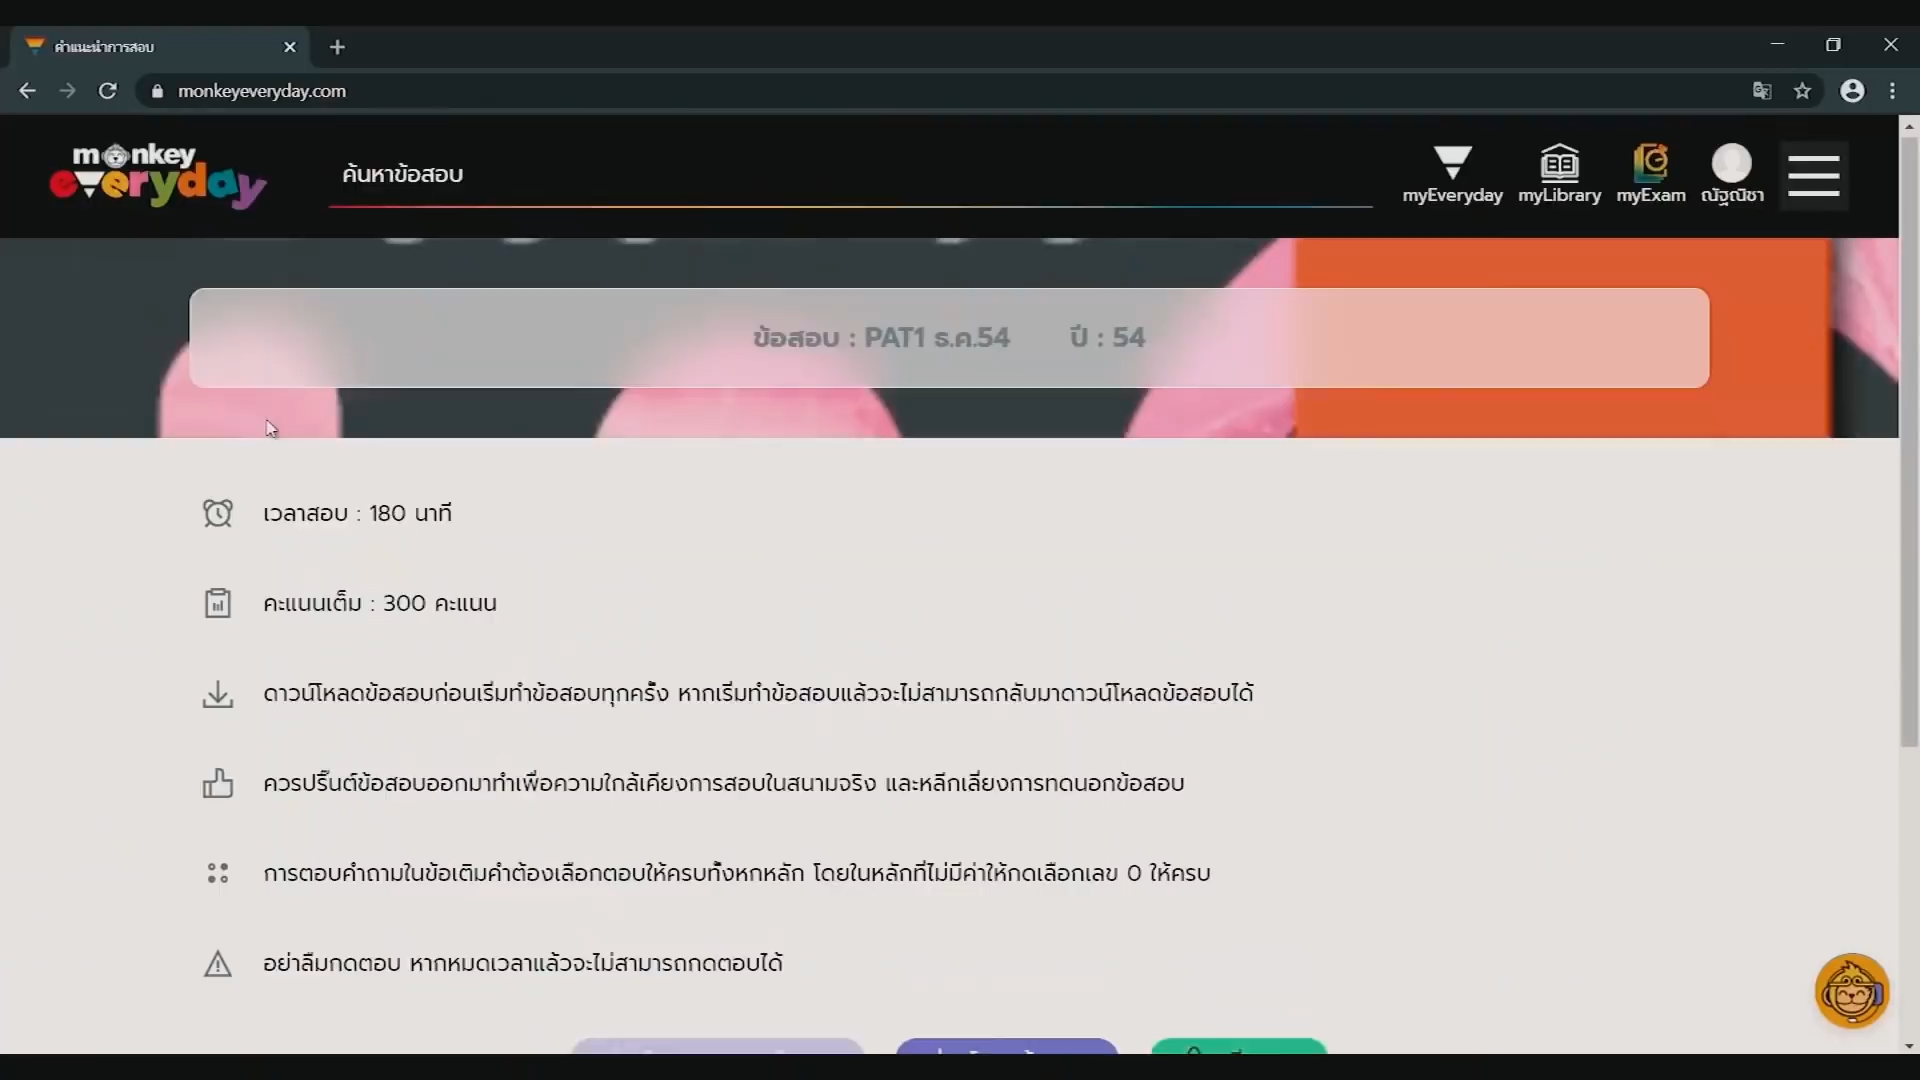 คำแนะนำการสอบ
monkeyeveryday.com
monkey
everyday
ค้นหาข้อสอบ
myEveryday
myLibrary
myExam
ณัฐณิชา
ข้อสอบ : PAT1 ธ.ค.54 ปี : 54
เวลาสอบ : 180 นาที
คะแนนเต็ม : 300 คะแนน
ดาวน์โหลดข้อสอบก่อนเริ่มทำข้อสอบทุกครั้ง หากเริ่มทำข้อสอบแล้วจะไม่สามารถกลับมาดาวน์โหลดข้อสอบได้
ควรปริ๊นต์ข้อสอบออกมาทำเพื่อความใกล้เคียงการสอบในสนามจริง และหลีกเลี่ยงการทดนอกข้อสอบ
การตอบคำถามในข้อเติมคำต้องเลือกตอบให้ครบทั้งหกหลัก โดยในหลักที่ไม่มีค่าให้กดเลือกเลข 0 ให้ครบ
อย่าลืมกดตอบ หากหมดเวลาแล้วจะไม่สามารถกดตอบได้